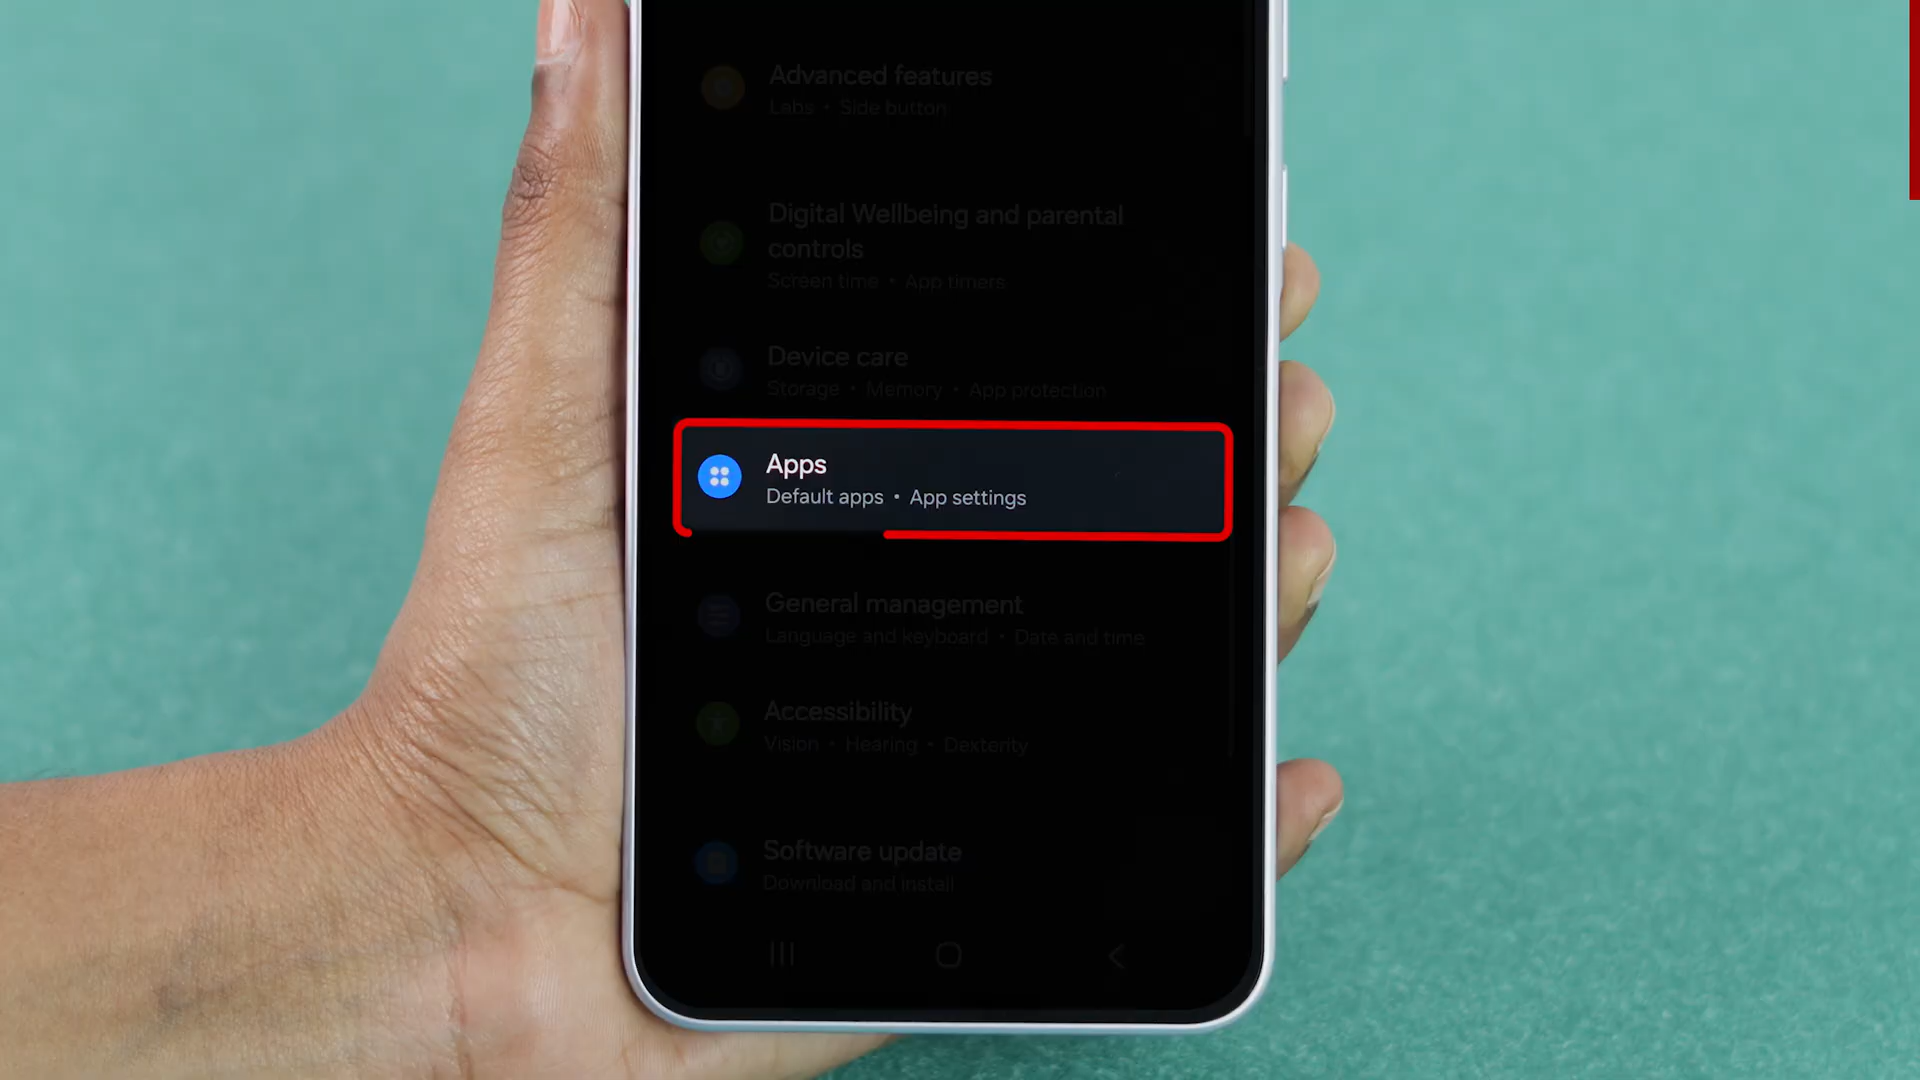 Advanced features
Labs • Side button
Digital Wellbeing and parental
controls
Screen time • App timers
Device care
Storage • Memory • App protection
Apps
Default apps • App settings
General management
Language and keyboard • Date and time
Accessibility
Vision • Hearing • Dexterity
Software update
Download and install